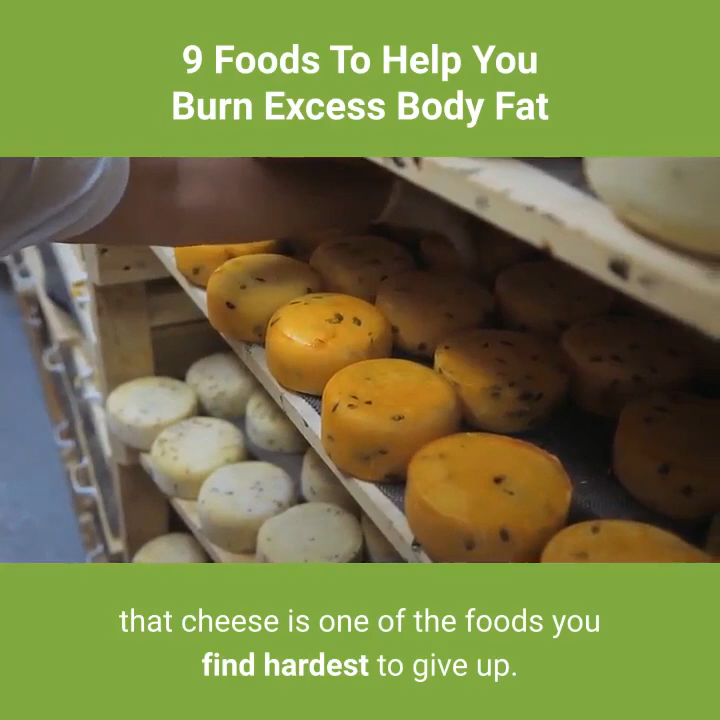 9 Foods To Help You
Burn Excess Body Fat
that cheese is one of the foods you
find hardest to give up.